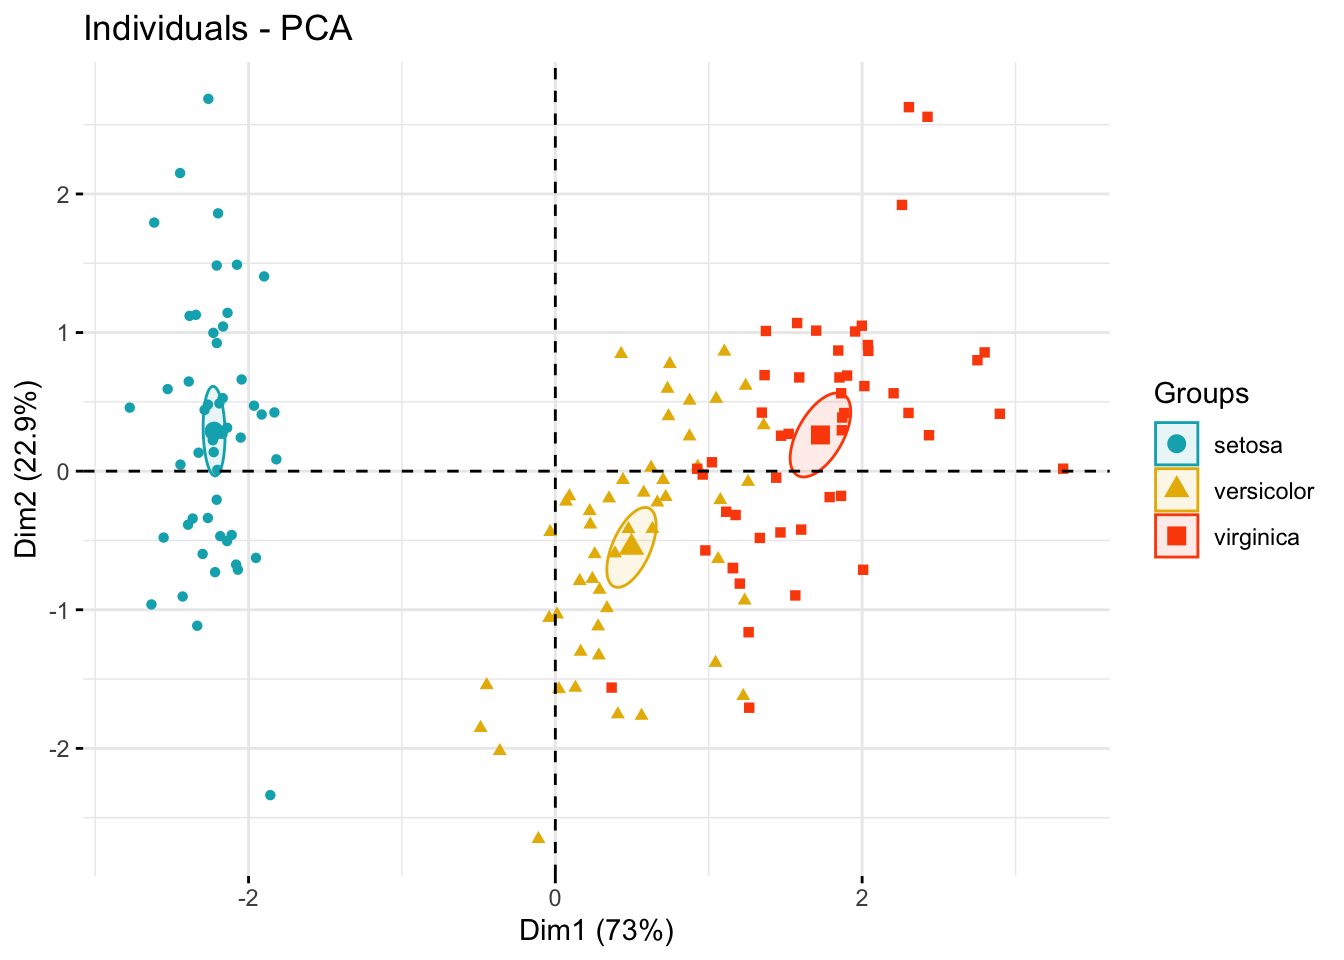 Individuals - PCA
2
1
0
-1
-2
Dim2 (22.9%)
-2
0
2
Dim1 (73%)
Groups
setosa
versicolor
virginica